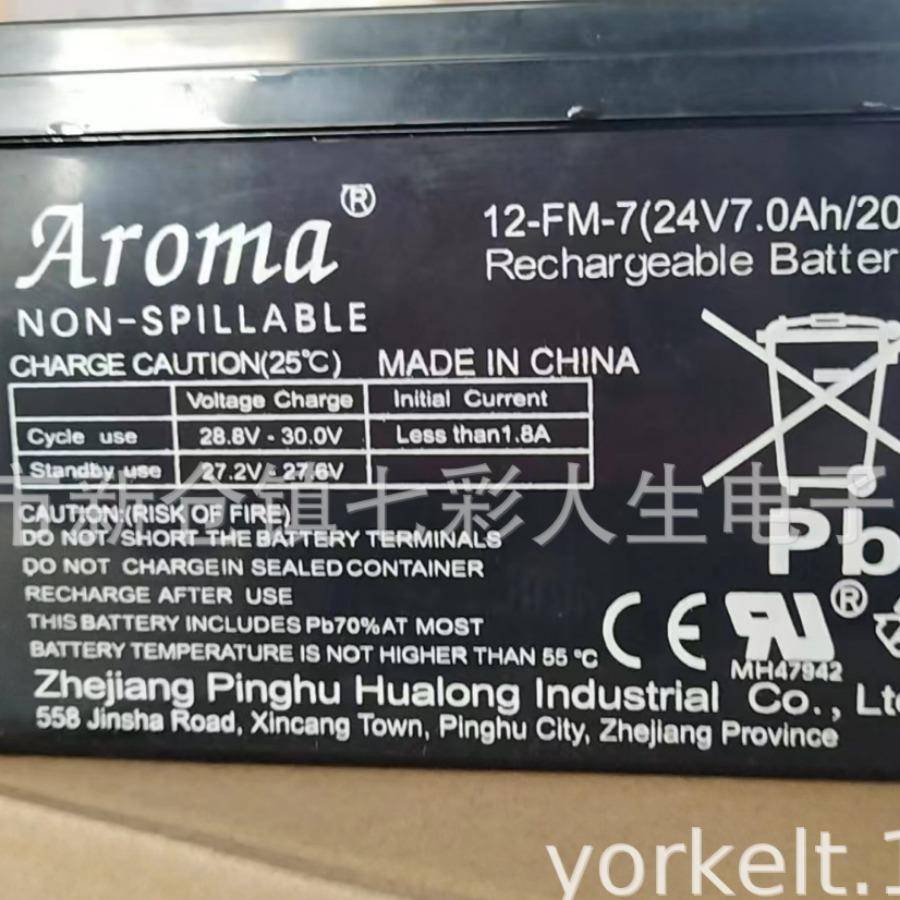 Aroma®
12-FM-7(24V7.0Ah/20
Rechargeable Batter
NON-SPILLABLE
CHARGE CAUTION(25℃) MADE IN CHINA
Voltage Charge Initial Current
Cycle use 28.8V - 30.0V Less than1.8A
Standby use 27.2V - 27.6V
市新仓镇七彩人生电子
CAUTION:(RISK OF FIRE)
DO NOT SHORT THE BATTERY TERMINALS
DO NOT CHARGEIN SEALED CONTAINER
RECHARGE AFTER USE
THIS BATTERY INCLUDES Pb70%AT MOST
BATTERY TEMPERATURE IS NOT HIGHER THAN 55 ℃
Pb
CE RU®
MH47942
Zhejiang Pinghu Hualong Industrial Co., Ltd
558 Jinsha Road, Xincang Town, Pinghu City, Zhejiang Province
yorkelt.1